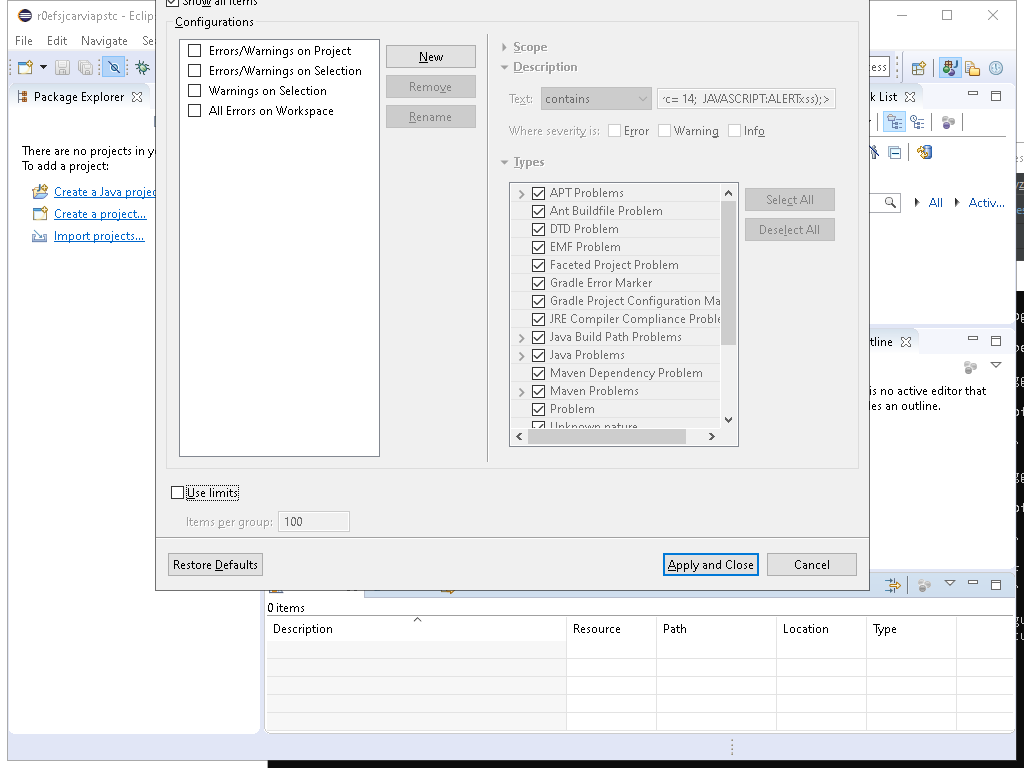 r0efsjcarviapstc - Eclips
Show all items
File Edit Navigate Se
Configurations
Errors/Warnings on Project
Errors/Warnings on Selection
Warnings on Selection
All Errors on Workspace
New
Remove
Rename
Scope
Description
Text: contains
<= 14; JAVASCRIPT:ALERTxss);>
Where severity is: Error Warning Info
Types
APT Problems
Ant Buildfile Problem
DTD Problem
EMF Problem
Faceted Project Problem
Gradle Error Marker
Gradle Project Configuration Ma
JRE Compiler Compliance Proble
Java Build Path Problems
Java Problems
Maven Dependency Problem
Maven Problems
Problem
Unknown nature
Select All
Deselect All
Use limits
Items per group: 100
Restore Defaults
Apply and Close
Cancel
Package Explorer
There are no projects in y
To add a project:
Create a Java projec
Create a project...
Import projects...
ess
k List
All Activ...
tline
is no active editor that
les an outline.
0 items
Description Resource Path Location Type